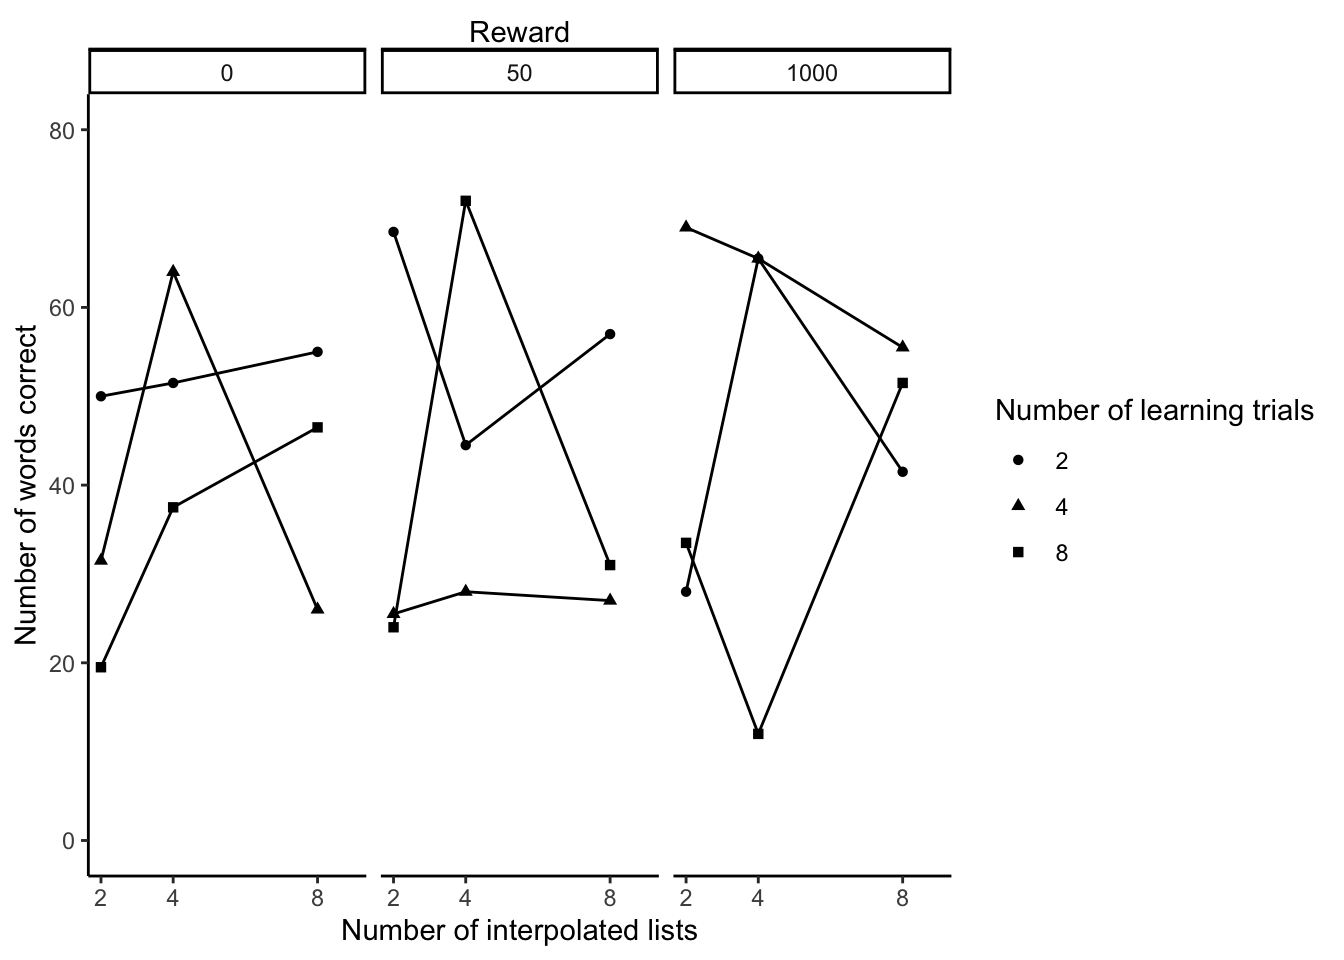 Reward
0 50 1000
80
60
40
20
0
Number of words correct
2 4 8 2 4 8 2 4 8
Number of interpolated lists
Number of learning trials
2
4
8